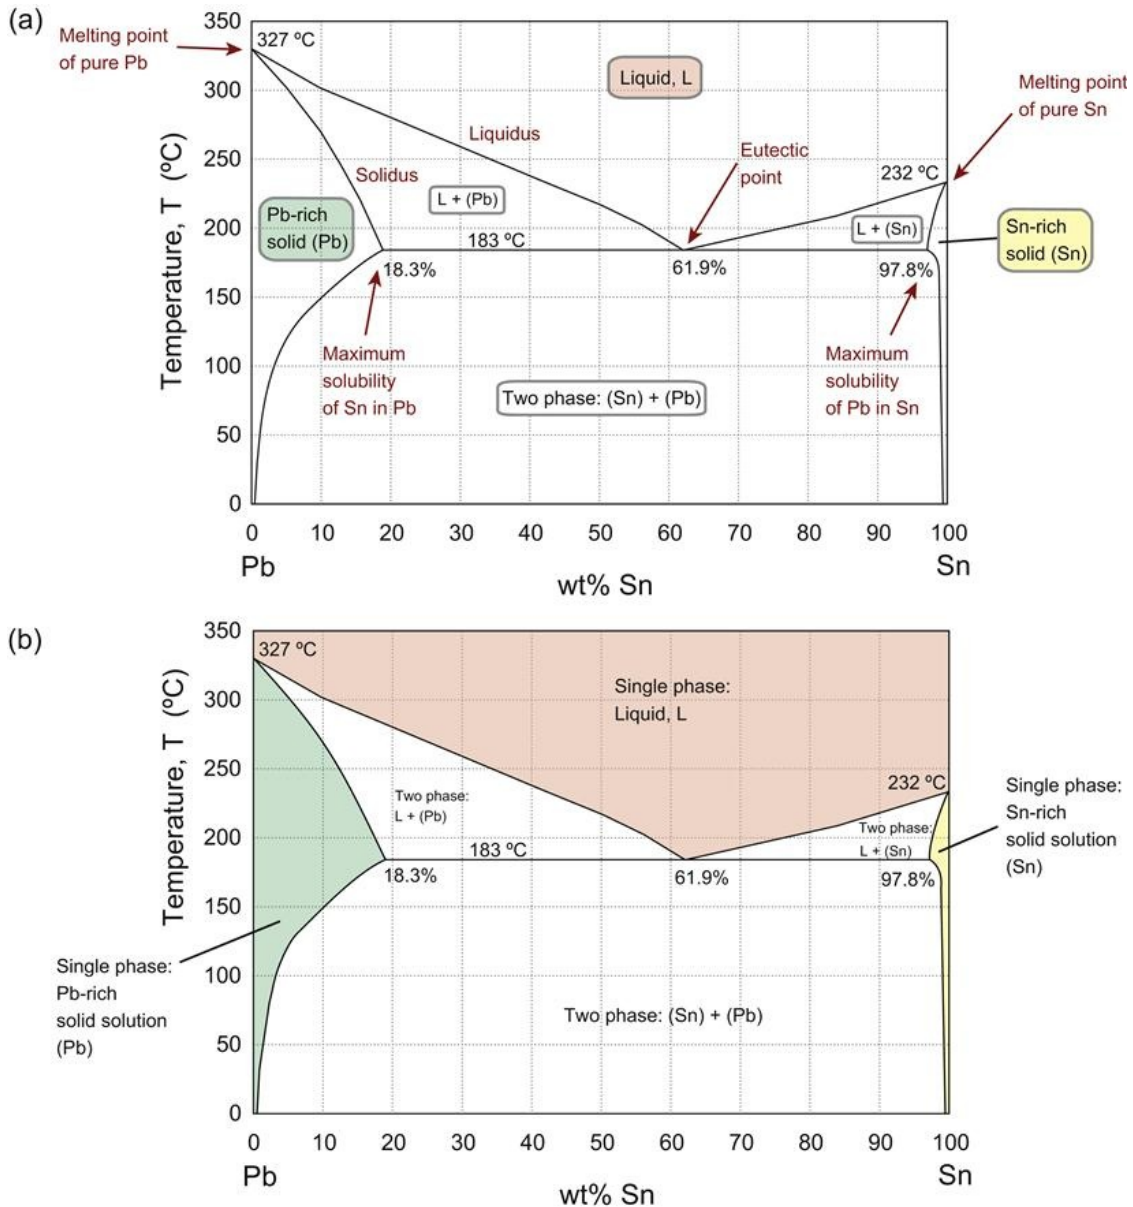 (a)
350
300
250
200
150
100
50
0
Temperature, T (ºC)
Melting point
of pure Pb
327 ºC
Liquid, L
Melting point
of pure Sn
Liquidus
Eutectic
point
Solidus
232 ºC
L + (Pb)
Pb-rich
solid (Pb)
183 ºC
L + (Sn)
Sn-rich
solid (Sn)
18.3%
61.9%
97.8%
Maximum
solubility
of Sn in Pb
Maximum
solubility
of Pb in Sn
Two phase: (Sn) + (Pb)
0 10 20 30 40 50 60 70 80 90 100
Pb
Sn
wt% Sn
(b)
350
300
250
200
150
100
50
0
Temperature, T (ºC)
327 ºC
Single phase:
Liquid, L
232 ºC
Single phase:
Sn-rich
solid solution
(Sn)
Two phase:
L + (Pb)
Two phase:
L + (Sn)
183 ºC
18.3%
61.9%
97.8%
Single phase:
Pb-rich
solid solution
(Pb)
Two phase: (Sn) + (Pb)
0 10 20 30 40 50 60 70 80 90 100
Pb
Sn
wt% Sn